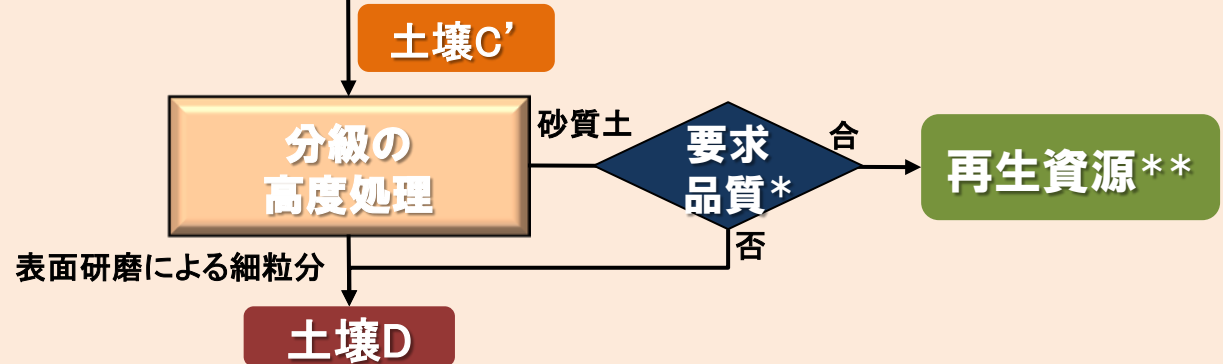 土壌C’
分級の
高度処理
砂質土
要求
品質*
合
再生資源**
否
表面研磨による細粒分
土壌D